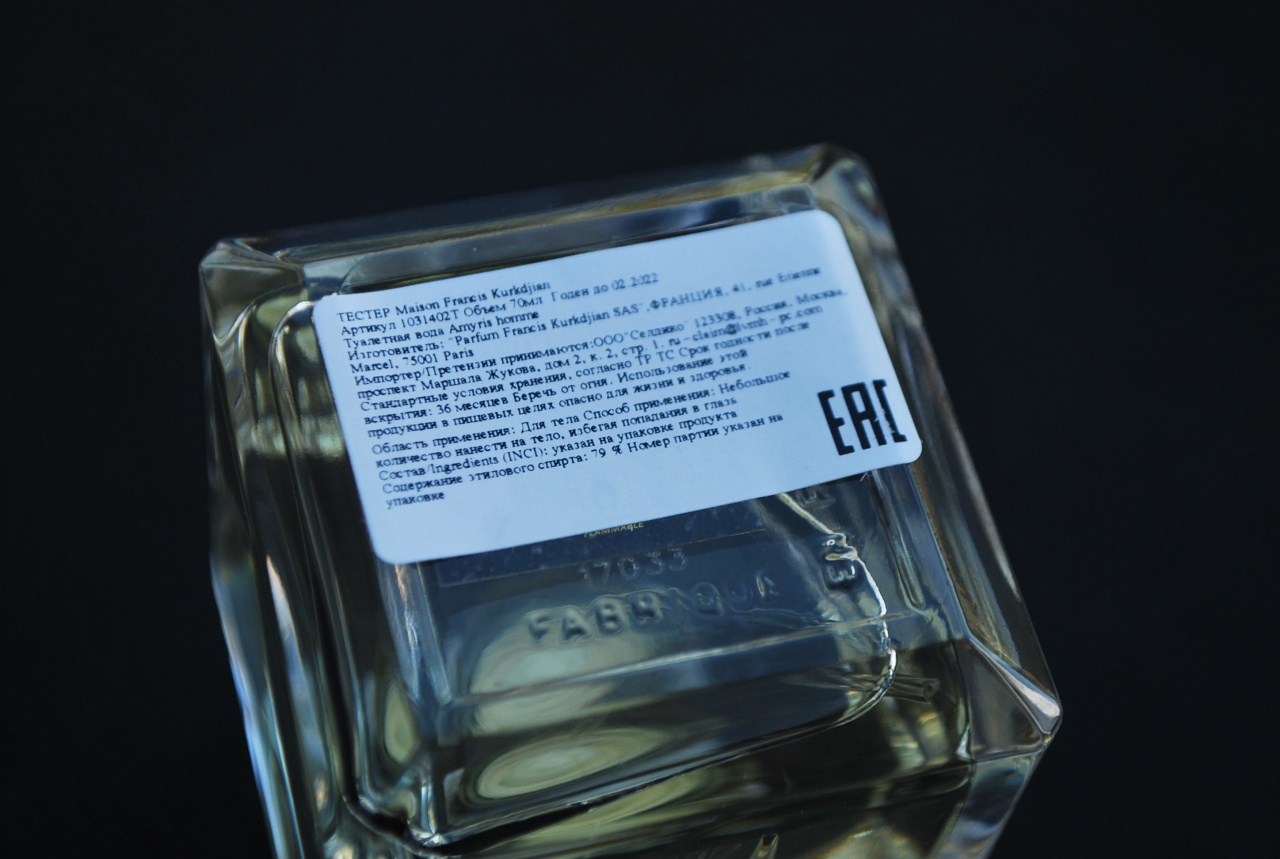 ТЕСТЕР Maison Francis Kurkdjian
Артикул 1031402Т Объем 70мл Годен до 02.2022
Туалетная вода Amyris homme
Изготовитель: "Parfum Francis Kurkdjian SAS", ФРАНЦИЯ, 41, rue Etienne
Marcel, 75001 Paris
Импортер/Претензии принимаются:ООО"Селдико" 123308, Россия, Москва,
проспект Маршала Жукова, дом 2, к. 2, стр. 1. ru-claim@lvmh-pc.com
Стандартные условия хранения, согласно ТР ТС Срок годности после
вскрытия: 36 месяцев Беречь от огня. Использование этой
продукции в пищевых целях опасно для жизни и здоровья.
Область применения: Для тела Способ применения: Небольшое
количество нанести на тело, избегая попадания в глаза
Состав/Ingredients (INCI): указан на упаковке продукта
Содержание этилового спирта: 79 % Номер партии указан на
упаковке
EAC
FLAMMABLE
17033
FABRIQUE
EN